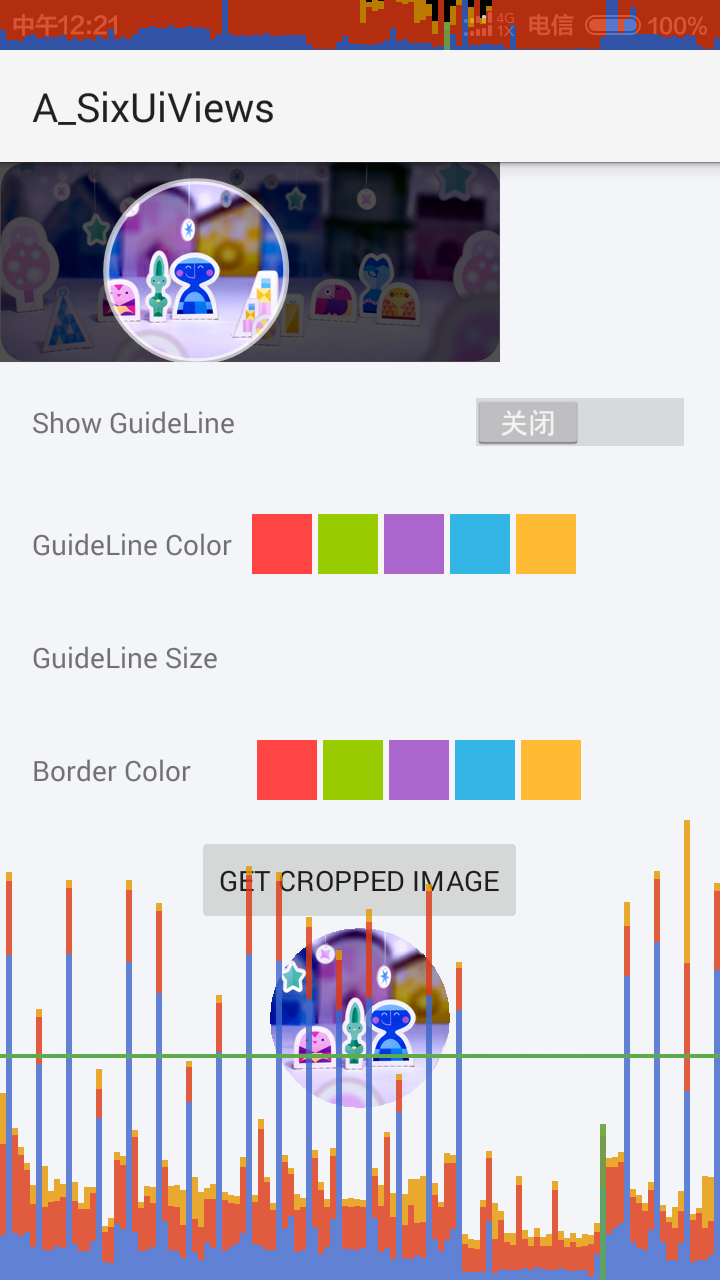 中午12:21 4G 1X 电信 100%
A_SixUiViews
Show GuideLine 关闭
GuideLine Color
GuideLine Size
Border Color
GET CROPPED IMAGE